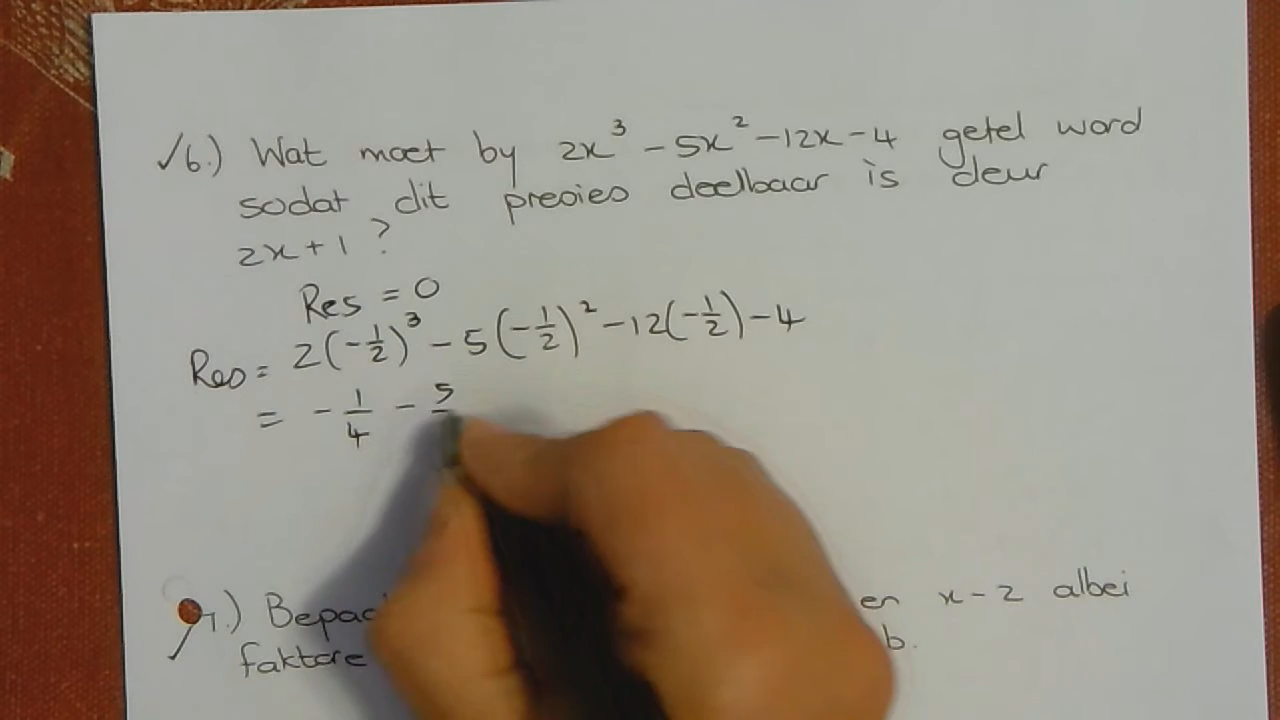 √6.) Wat moet by 2x³ - 5x² - 12x - 4 getel word
sodat dit presies deelbaar is deur
2x + 1 ?
Res = 0
Res = 2(-1/2)³ - 5(-1/2)² - 12(-1/2) - 4
= - 1/4 - 5
en x - 2 albei
faktore b.